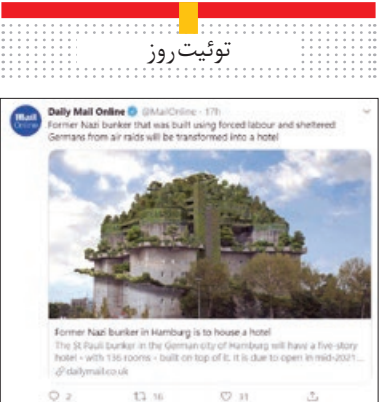 توئیت روز
Mail
Online
Daily Mail Online @MailOnline · 17h
Former Nazi bunker that was built using forced labour and sheltered
Germans from air raids will be transformed into a hotel
Former Nazi bunker in Hamburg is to house a hotel
The St Pauli bunker in the German city of Hamburg will have a five-story
hotel - with 136 rooms - built on top of it. It is due to open in mid-2021...
dailymail.co.uk
2 16 31